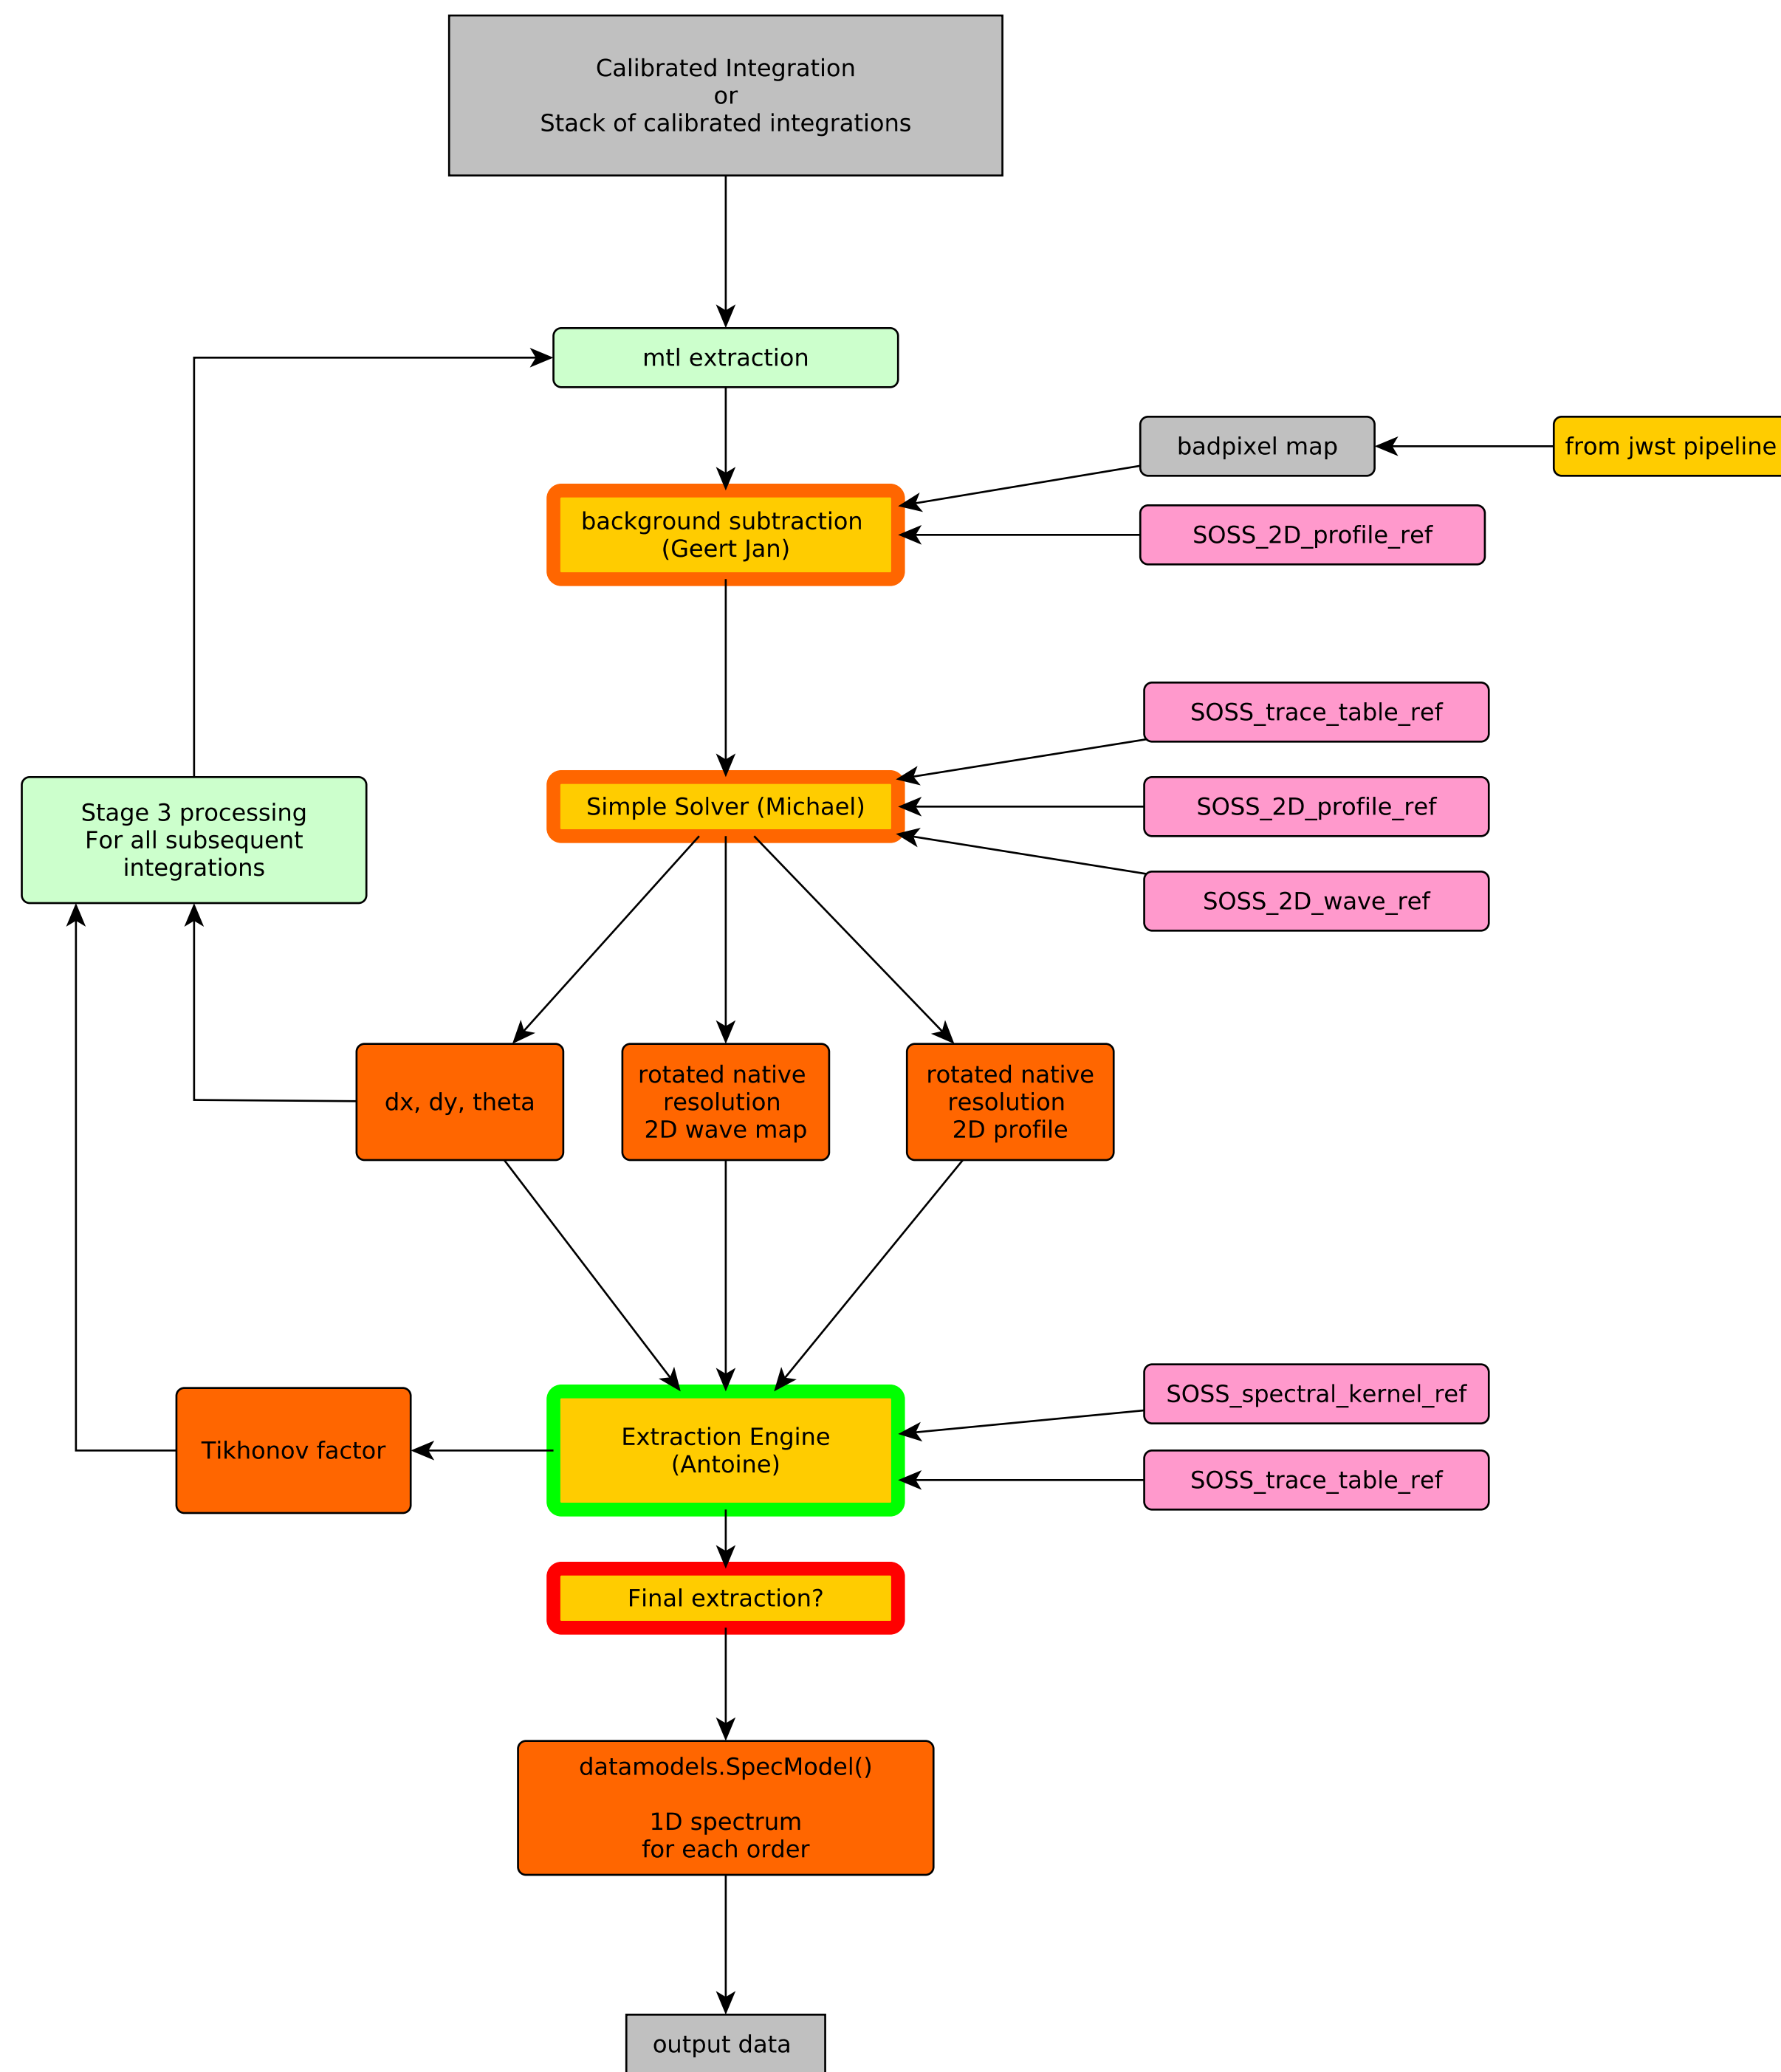 Calibrated Integration
or
Stack of calibrated integrations
mtl extraction
badpixel map
from jwst pipeline
background subtraction
(Geert Jan)
SOSS_2D_profile_ref
SOSS_trace_table_ref
Stage 3 processing
For all subsequent
integrations
Simple Solver (Michael)
SOSS_2D_profile_ref
SOSS_2D_wave_ref
dx, dy, theta
rotated native
resolution
2D wave map
rotated native
resolution
2D profile
SOSS_spectral_kernel_ref
Tikhonov factor
Extraction Engine
(Antoine)
SOSS_trace_table_ref
Final extraction?
datamodels.SpecModel()
1D spectrum
for each order
output data